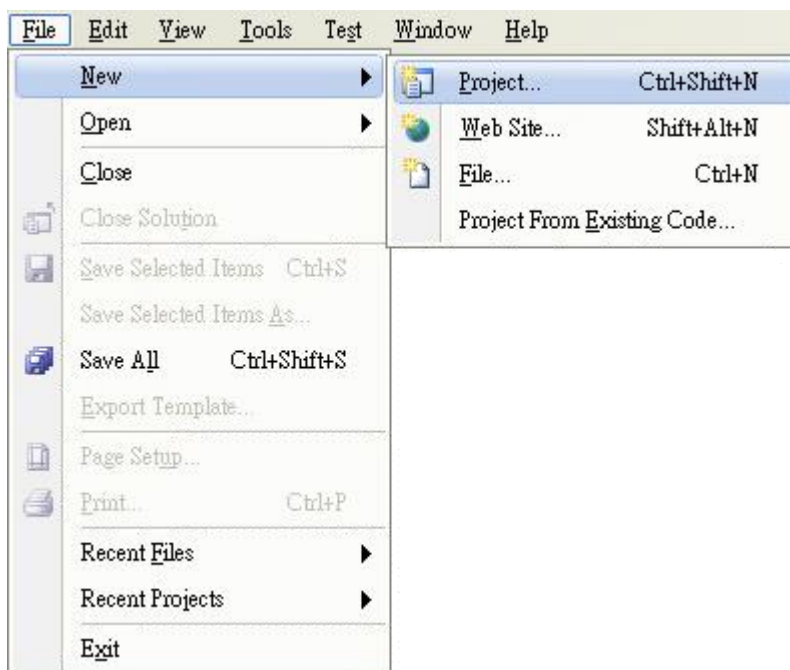 File Edit View Tools Test Window Help
New
Project... Ctrl+Shift+N
Open
Web Site... Shift+Alt+N
Close
File... Ctrl+N
Close Solution
Project From Existing Code...
Save Selected Items Ctrl+S
Save Selected Items As...
Save All Ctrl+Shift+S
Export Template...
Page Setup...
Print... Ctrl+P
Recent Files
Recent Projects
Exit